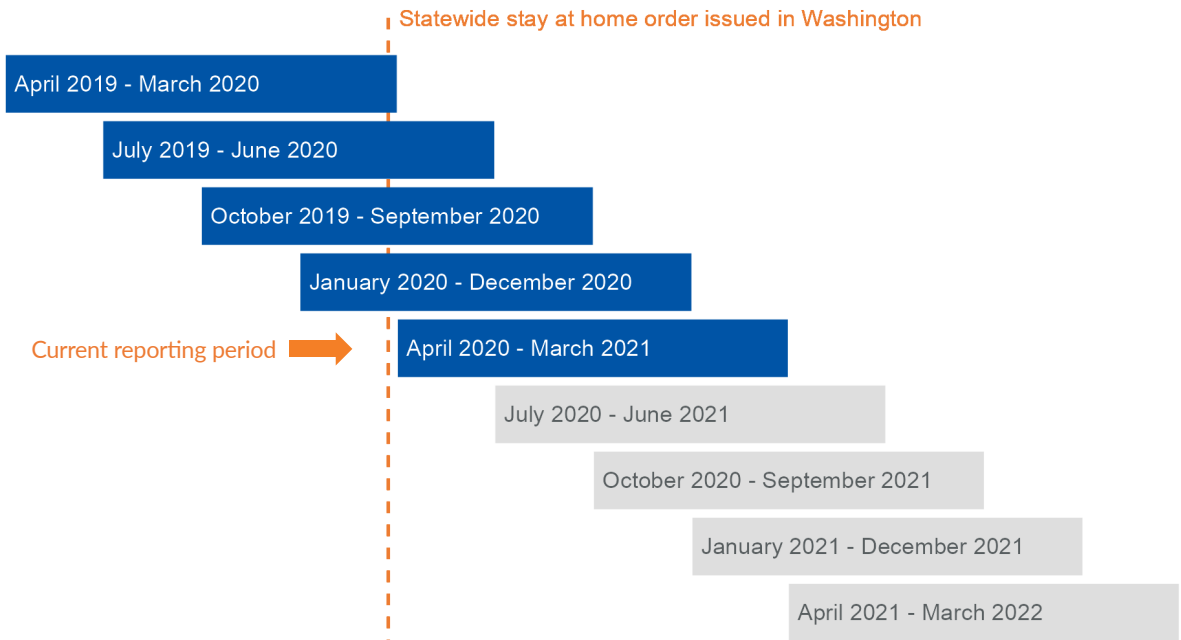 Statewide stay at home order issued in Washington
April 2019 - March 2020
July 2019 - June 2020
October 2019 - September 2020
January 2020 - December 2020
Current reporting period
April 2020 - March 2021
July 2020 - June 2021
October 2020 - September 2021
January 2021 - December 2021
April 2021 - March 2022